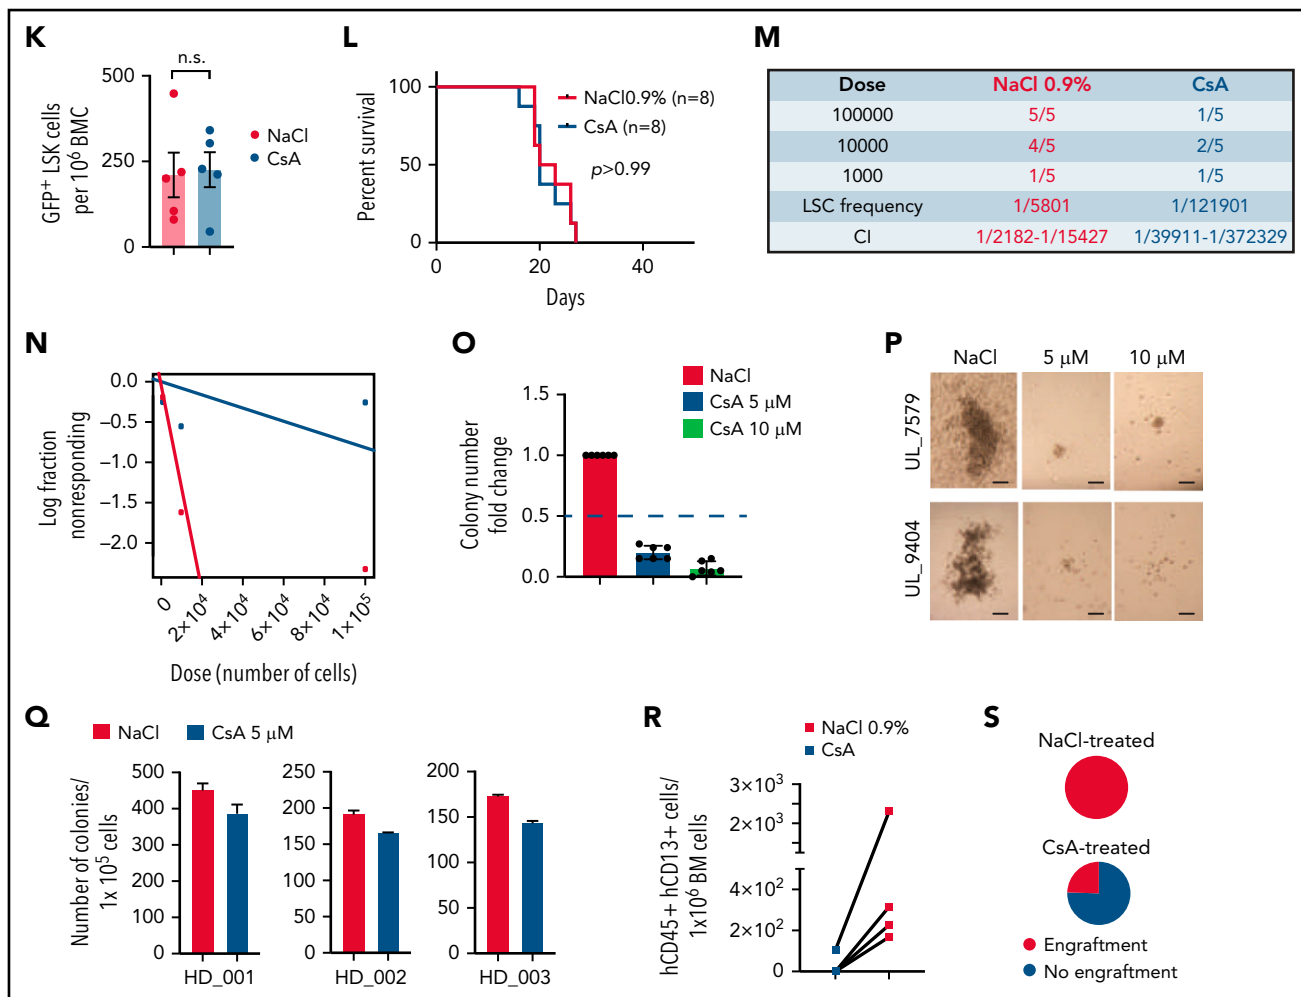 K
n.s.
500
250
0
GFP⁺ LSK cells
per 10⁶ BMC
NaCl
CsA
L
100
50
0
Percent survival
NaCl0.9% (n=8)
CsA (n=8)
p>0.99
0
20
40
Days
M
Dose NaCl 0.9% CsA
100000 5/5 1/5
10000 4/5 2/5
1000 1/5 1/5
LSC frequency 1/5801 1/121901
CI 1/2182-1/15427 1/39911-1/372329
N
0.0
−0.5
−1.0
−1.5
−2.0
Log fraction
nonresponding
0
2×10⁴
4×10⁴
6×10⁴
8×10⁴
1×10⁵
Dose (number of cells)
O
NaCl
CsA 5 μM
CsA 10 μM
1.5
1.0
0.5
0.0
Colony number
fold change
P
NaCl 5 μM 10 μM
UL_7579
UL_9404
Q
NaCl CsA 5 μM
Number of colonies/
1x 10⁵ cells
500
400
300
200
100
0
HD_001
250
200
150
100
50
0
HD_002
200
150
100
50
0
HD_003
R
NaCl 0.9%
CsA
3×10³
2×10³
4×10²
2×10²
0
hCD45+ hCD13+ cells/
1x10⁶ BM cells
S
NaCl-treated
CsA-treated
Engraftment
No engraftment